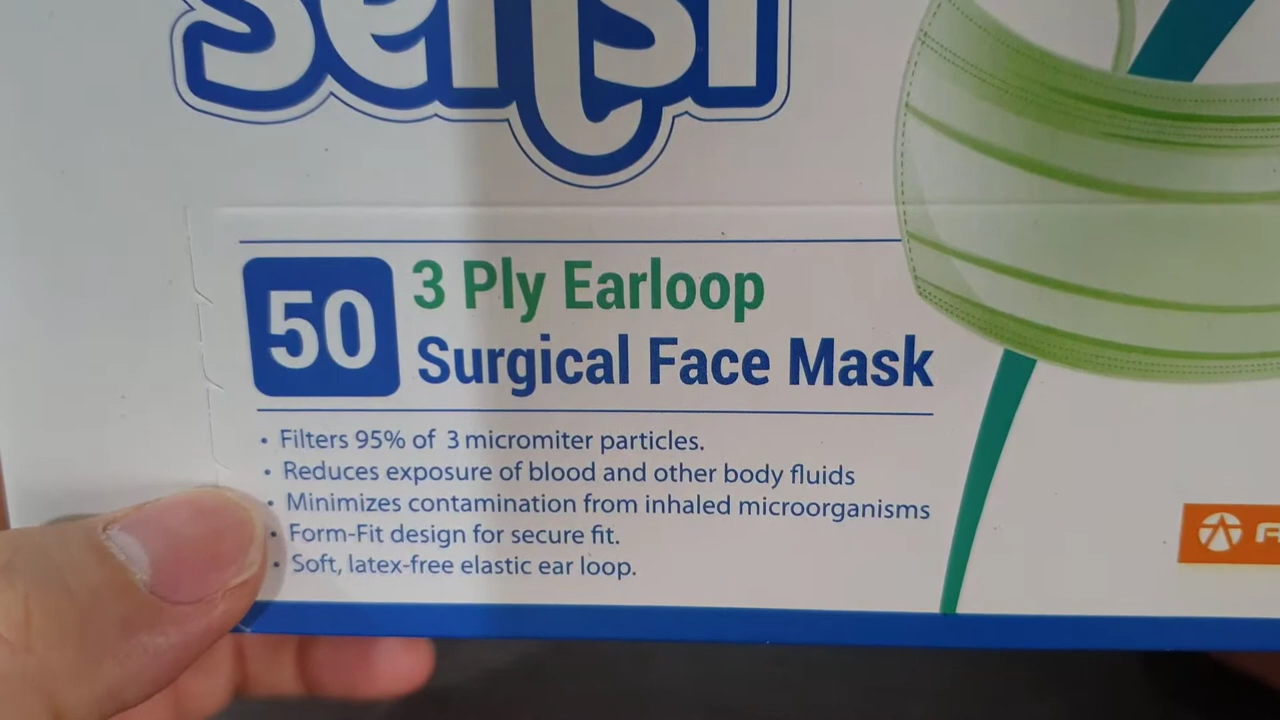 sensi
50
3 Ply Earloop
Surgical Face Mask
• Filters 95% of 3 micromiter particles.
• Reduces exposure of blood and other body fluids
• Minimizes contamination from inhaled microorganisms
• Form-Fit design for secure fit.
• Soft, latex-free elastic ear loop.